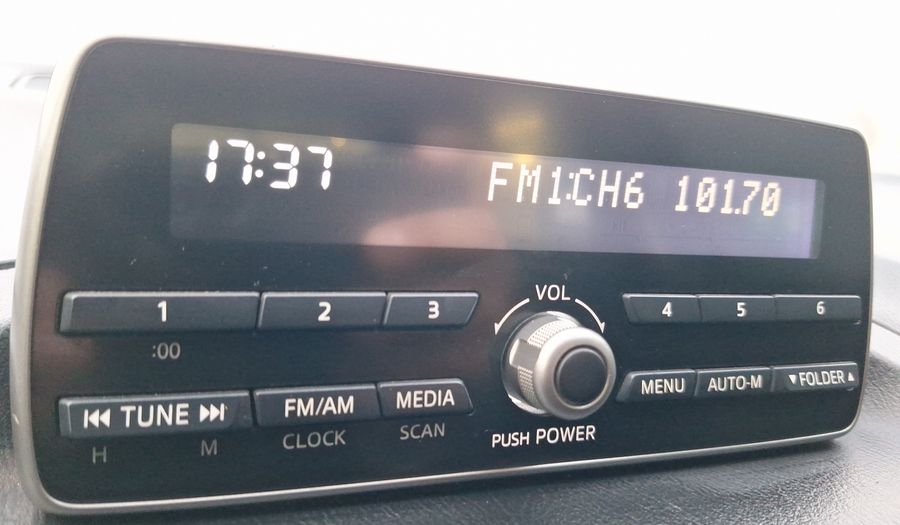 17:37 FM1:CH6 101.70
VOL
1 2 3 4 5 6
:00
⏮ TUNE ⏭ FM/AM MEDIA MENU AUTO-M ▼FOLDER▲
H M CLOCK SCAN PUSH POWER